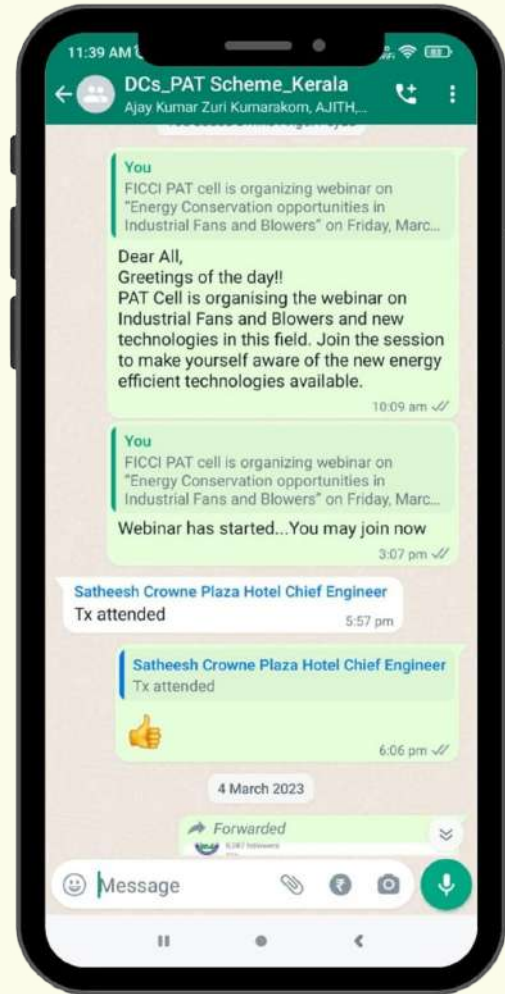 11:39 AM
83
DCs_PAT Scheme_Kerala
Ajay Kumar Zuri Kumarakom, AJITH,...
You
FICCI PAT cell is organizing webinar on
"Energy Conservation opportunities in
Industrial Fans and Blowers" on Friday, Marc...
Dear All,
Greetings of the day!!
PAT Cell is organising the webinar on
Industrial Fans and Blowers and new
technologies in this field. Join the session
to make yourself aware of the new energy
efficient technologies available.
10:09 am
You
FICCI PAT cell is organizing webinar on
"Energy Conservation opportunities in
Industrial Fans and Blowers" on Friday, Marc...
Webinar has started...You may join now
3:07 pm
Satheesh Crowne Plaza Hotel Chief Engineer
Tx attended
5:57 pm
Satheesh Crowne Plaza Hotel Chief Engineer
Tx attended
6:06 pm
4 March 2023
Forwarded
followers
Message